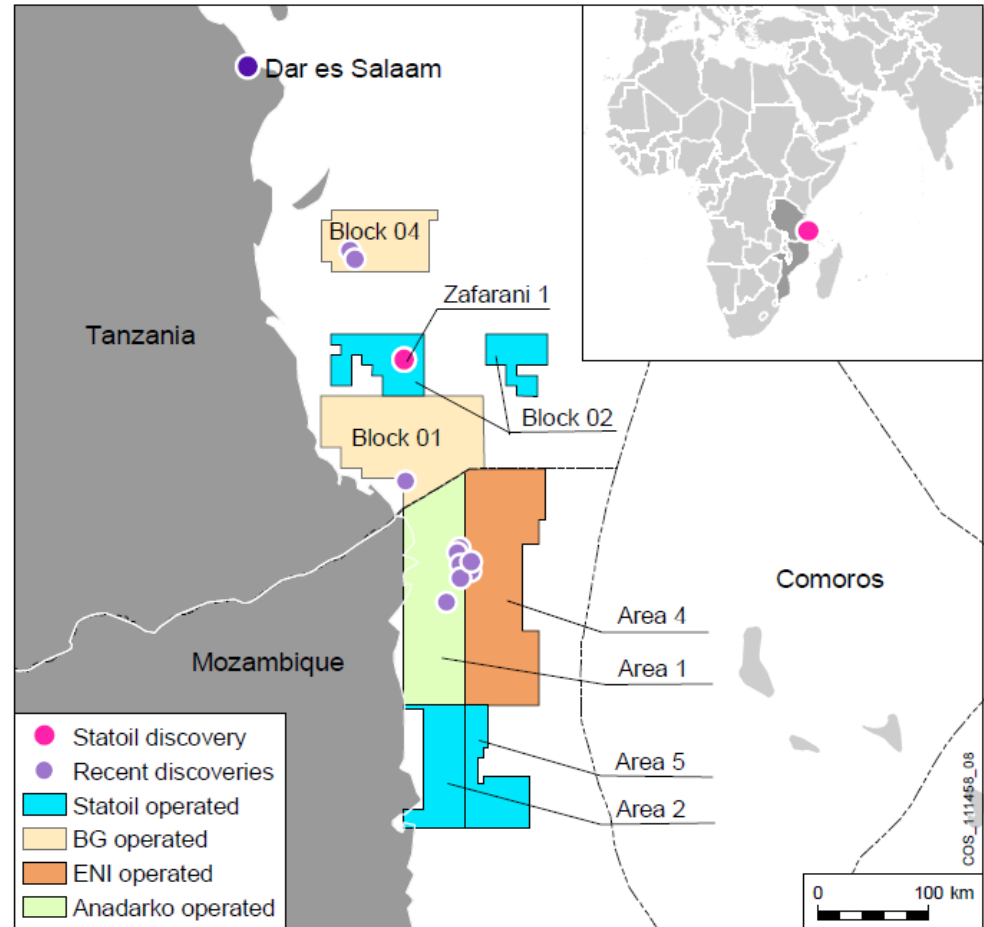 Dar es Salaam
Block 04
Zafarani 1
Tanzania
Block 02
Block 01
Comoros
Area 4
Mozambique
Area 1
Statoil discovery
Recent discoveries
Area 5
Statoil operated
Area 2
BG operated
ENI operated
Anadarko operated
0 100 km
COS_111458_08